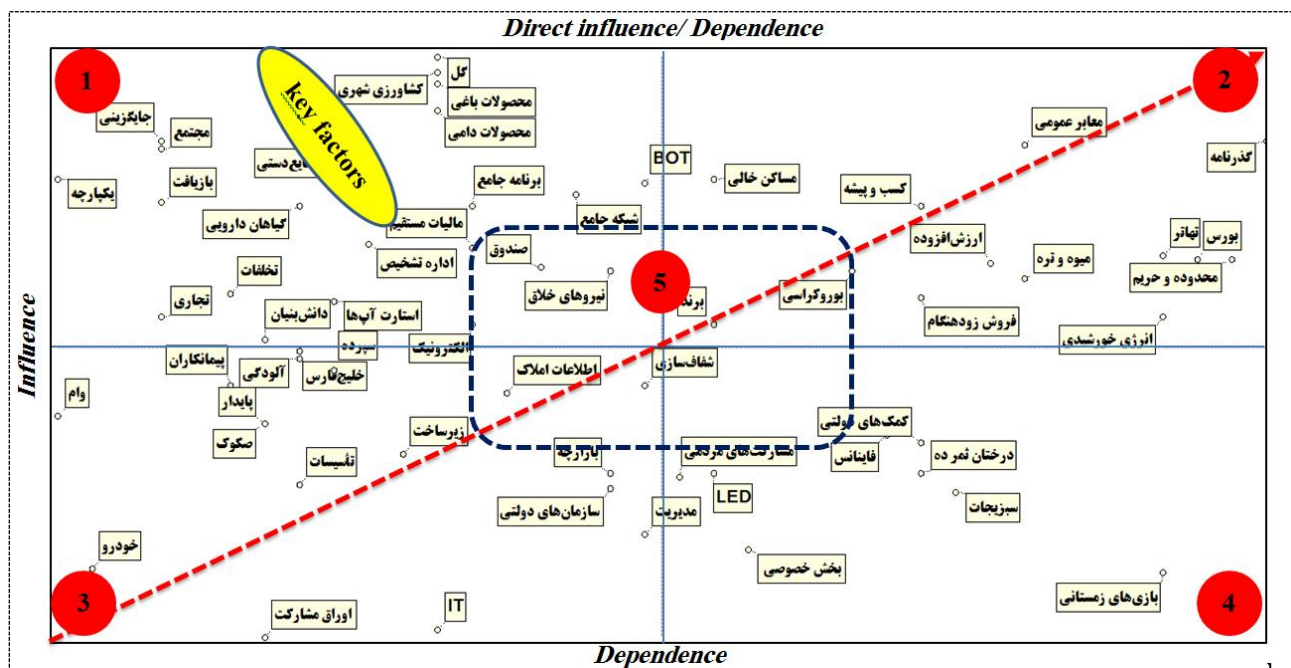 Direct influence/ Dependence
1
2
گل
کشاورزی شهری
key factors
محصولات باغی
جایگزینی
معابر عمومی
مجتمع
محصولات دامی
گذرنامه
BOT
مساکن خالی
برنامه جامع
بازیافت
یکپارچه
کسب و پیشه
گیاهان دارویی
مالیات مستقیم
شبکه جامع
ارزش‌افزوده
تهاتر
بورس
صندوق
اداره تشخیص
میوه و تره
تخلفات
5
محدوده و حریم
نیروهای خلاق
بوروکراسی
برند
تجاری
دانش‌بنیان
استارت آپ‌ها
فروش زودهنگام
انرژی خورشیدی
سپرده
الکترونیک
پیمانکاران
آلودگی
خلیج‌فارس
اطلاعات املاک
شفاف‌سازی
Influence
وام
پایدار
صکوک
زیرساخت
کمک‌های دولتی
تأسیسات
بازارچه
مشارکت‌های مردمی
فاینانس
درختان ثمر ده
LED
سازمان‌های دولتی
مدیریت
سبزیجات
خودرو
بخش خصوصی
3
4
بازی‌های زمستانی
IT
اوراق مشارکت
Dependence